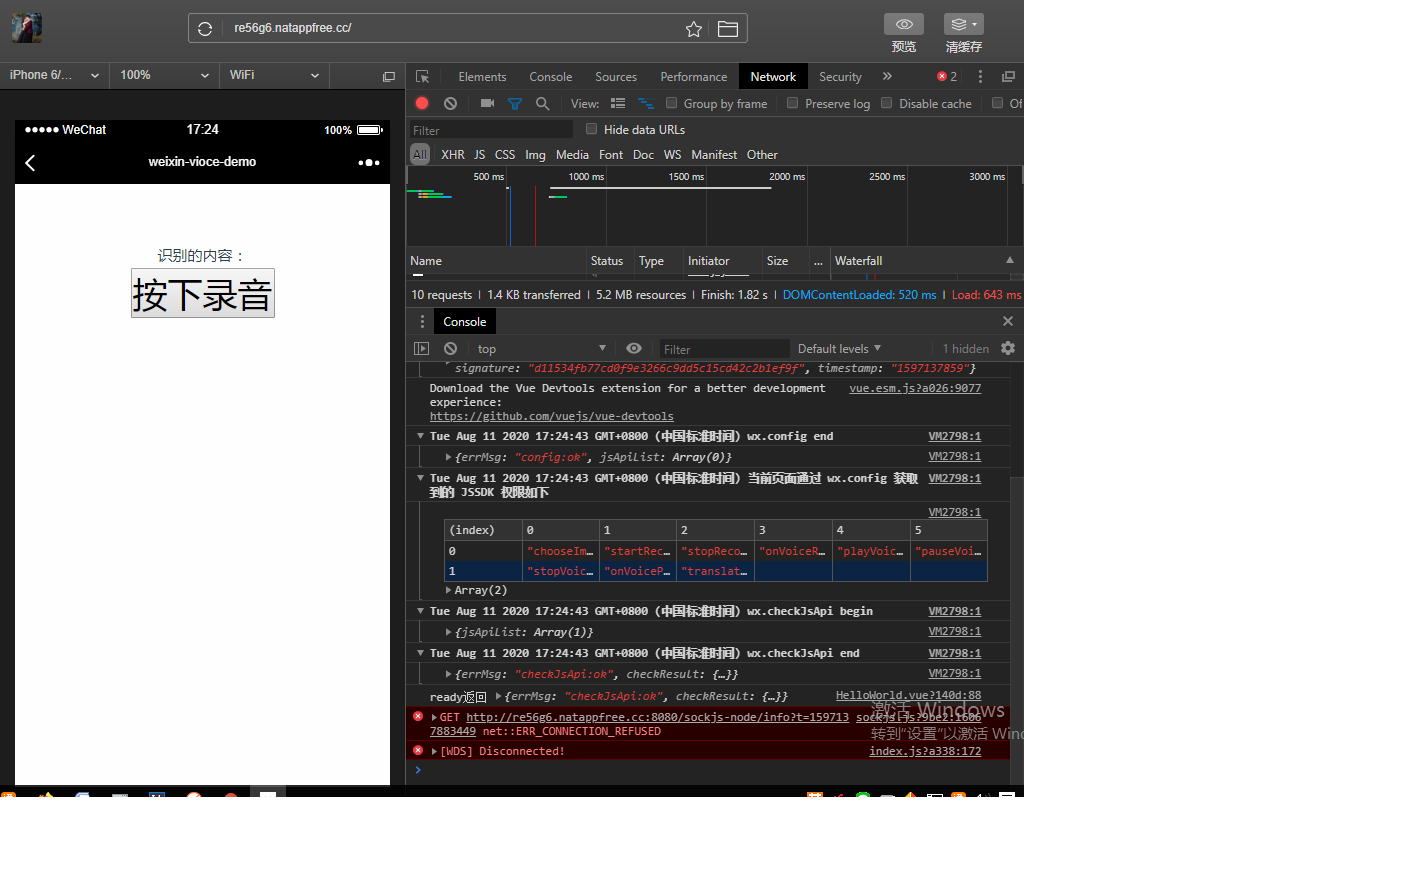 re56g6.natappfree.cc/
预览
清缓存
iPhone 6/... 100% WiFi
Elements Console Sources Performance Network Security » 2
View: Group by frame Preserve log Disable cache Of
Filter Hide data URLs
All XHR JS CSS Img Media Font Doc WS Manifest Other
500 ms 1000 ms 1500 ms 2000 ms 2500 ms 3000 ms
Name Status Type Initiator Size ... Waterfall
10 requests | 1.4 KB transferred | 5.2 MB resources | Finish: 1.82 s | DOMContentLoaded: 520 ms | Load: 643 ms
WeChat 17:24 100%
weixin-vioce-demo
识别的内容：
按下录音
Console
top Filter Default levels 1 hidden
signature: "d11534fb77cd0f9e3266c9dd5c15cd42c2b1ef9f", timestamp: "1597137859"}
Download the Vue Devtools extension for a better development vue.esm.js?a026:9077
experience:
https://github.com/vuejs/vue-devtools
Tue Aug 11 2020 17:24:43 GMT+0800 (中国标准时间) wx.config end VM2798:1
{errMsg: "config:ok", jsApiList: Array(0)} VM2798:1
Tue Aug 11 2020 17:24:43 GMT+0800 (中国标准时间) 当前页面通过 wx.config 获取 VM2798:1
到的 JSSDK 权限如下
VM2798:1
(index) 0 1 2 3 4 5
0 "chooseIm… "startRec… "stopReco… "onVoiceR… "playVoic… "pauseVoi…
1 "stopVoic… "onVoiceP… "translat…
Array(2)
Tue Aug 11 2020 17:24:43 GMT+0800 (中国标准时间) wx.checkJsApi begin VM2798:1
{jsApiList: Array(1)} VM2798:1
Tue Aug 11 2020 17:24:43 GMT+0800 (中国标准时间) wx.checkJsApi end VM2798:1
{errMsg: "checkJsApi:ok", checkResult: {…}} VM2798:1
ready返回 {errMsg: "checkJsApi:ok", checkResult: {…}} HelloWorld.vue?140d:88
GET http://re56g6.natappfree.cc:8080/sockjs-node/info?t=159713 sockjs.js?9be2:1606
7883449 net::ERR_CONNECTION_REFUSED
[WDS] Disconnected! index.js?a338:172
激活 Windows
转到"设置"以激活 Winc